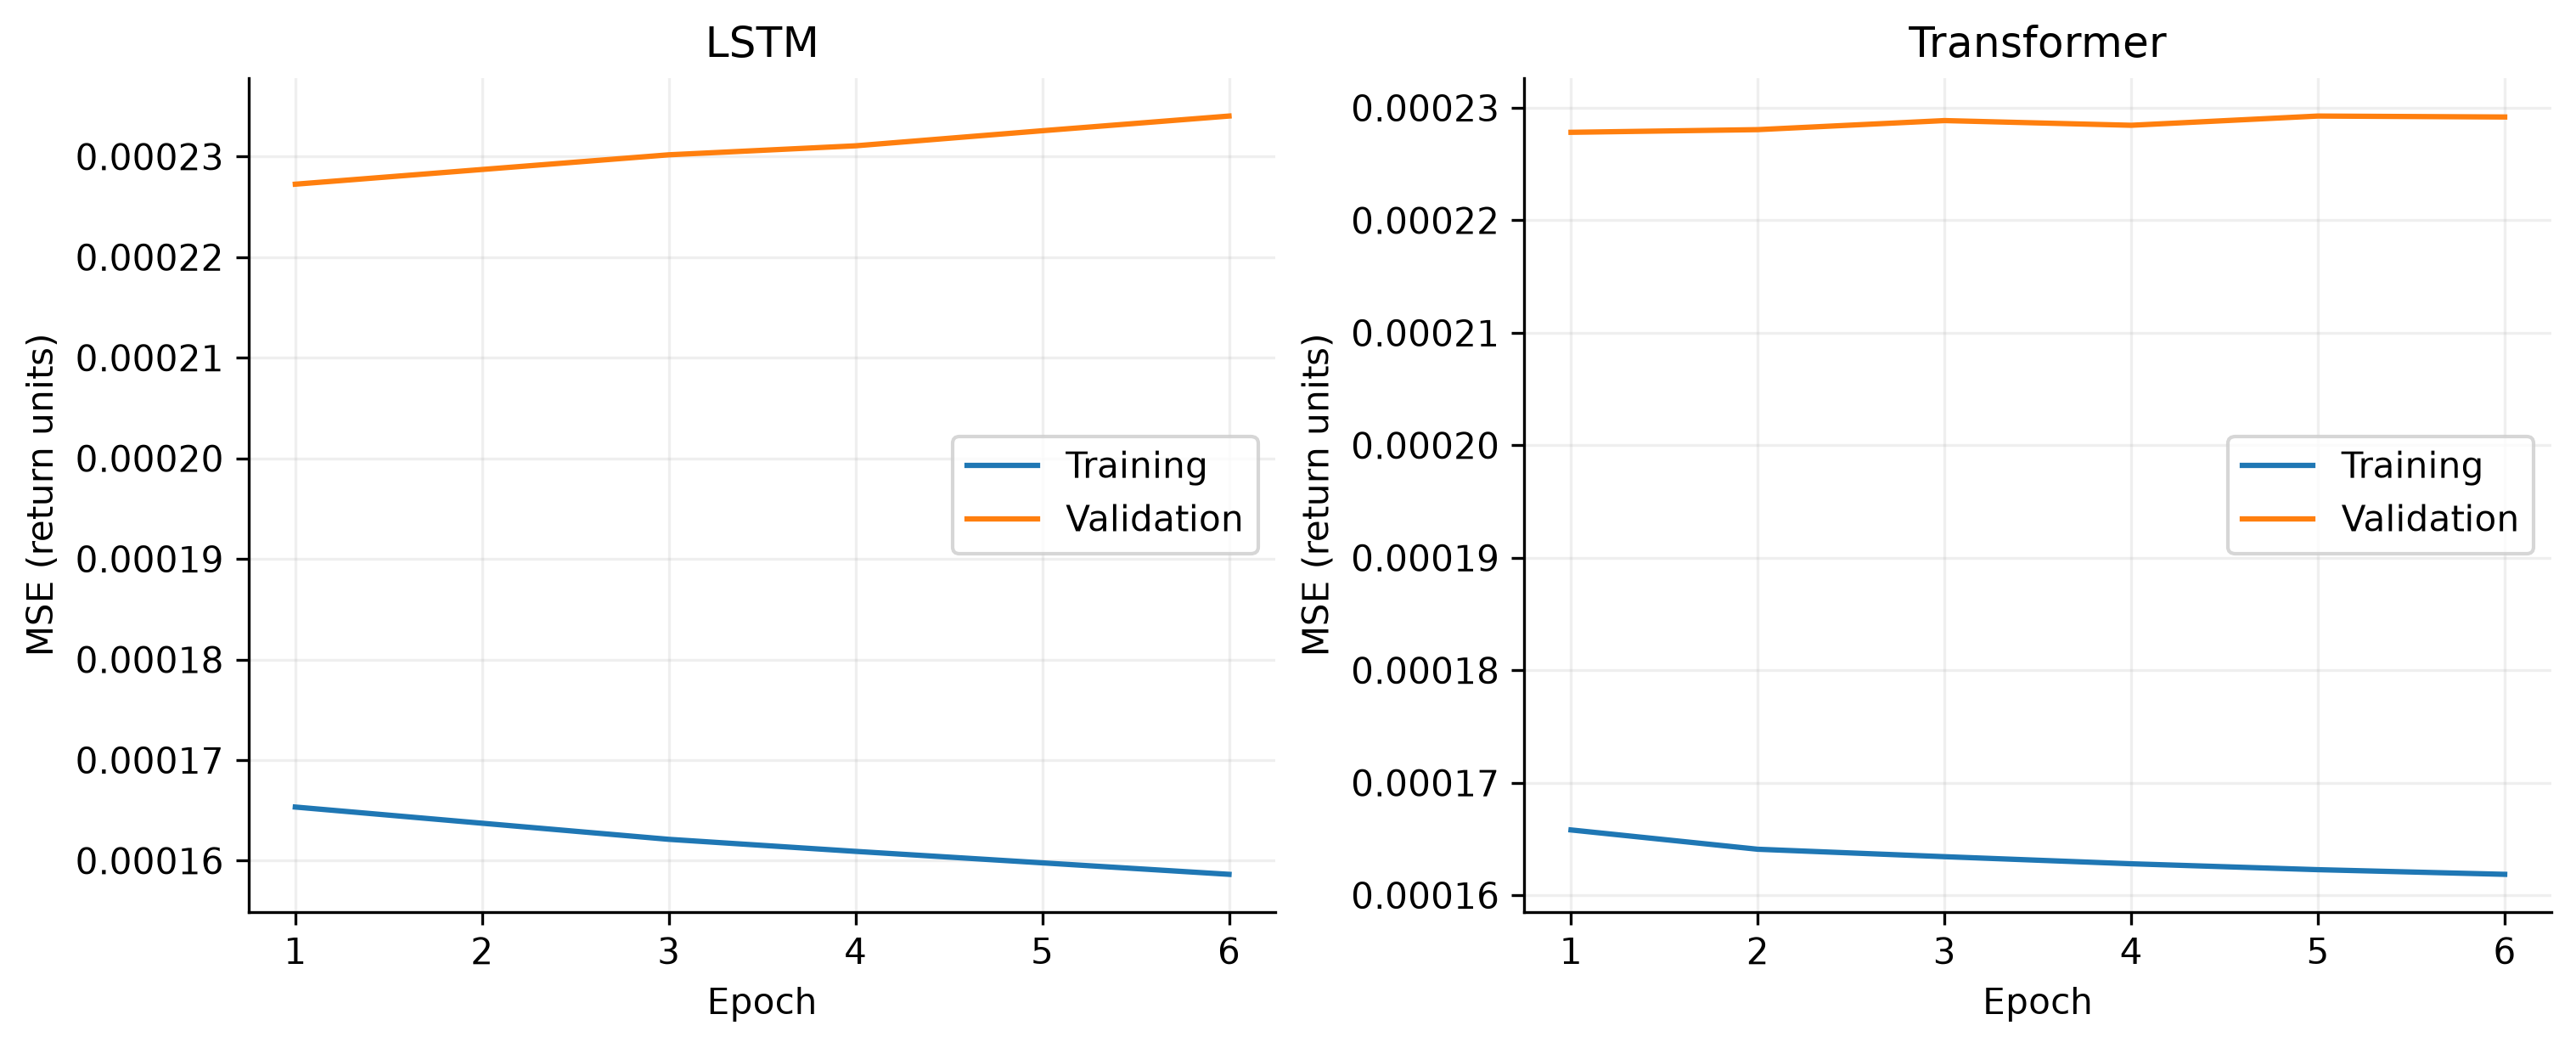 LSTM
MSE (return units)
0.00023
0.00022
0.00021
0.00020
0.00019
0.00018
0.00017
0.00016
Training
Validation
1 2 3 4 5 6
Epoch
Transformer
MSE (return units)
0.00023
0.00022
0.00021
0.00020
0.00019
0.00018
0.00017
0.00016
Training
Validation
1 2 3 4 5 6
Epoch